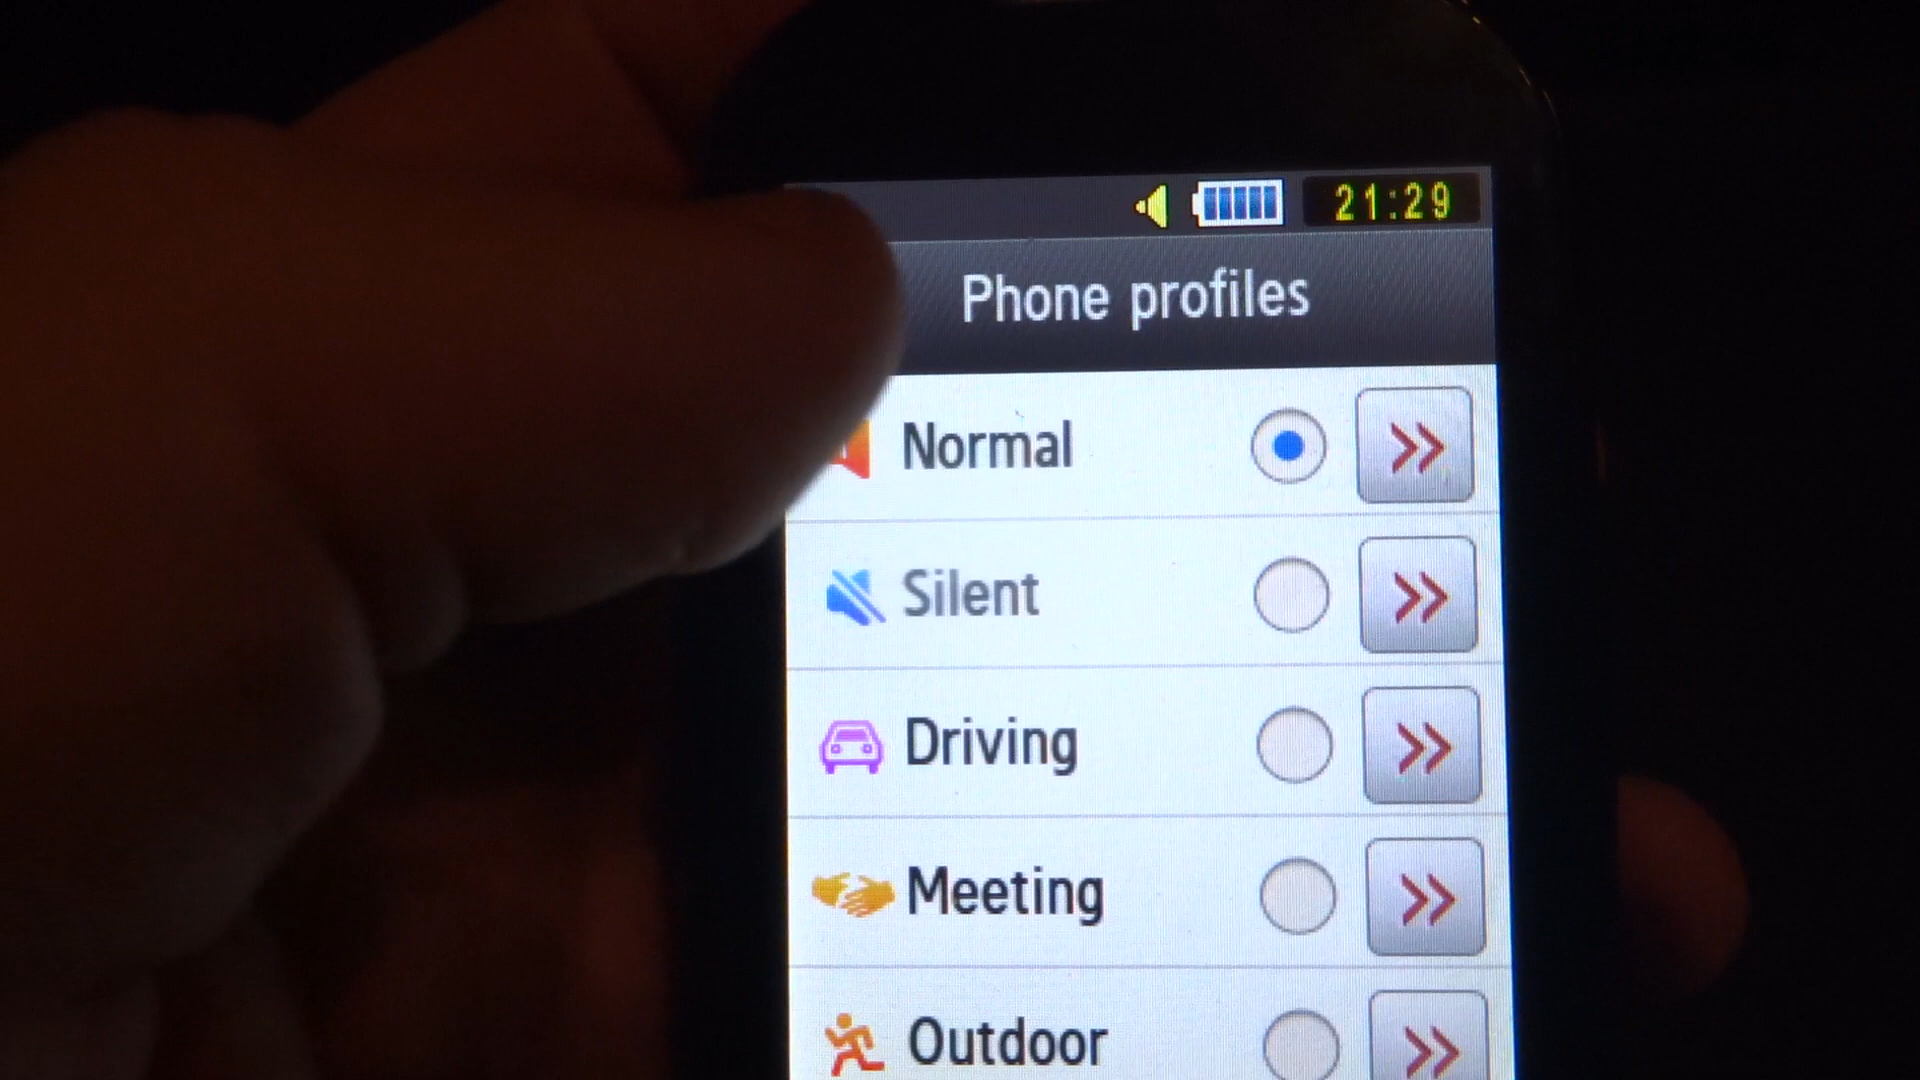 21:29
Phone profiles
Normal
Silent
Driving
Meeting
Outdoor